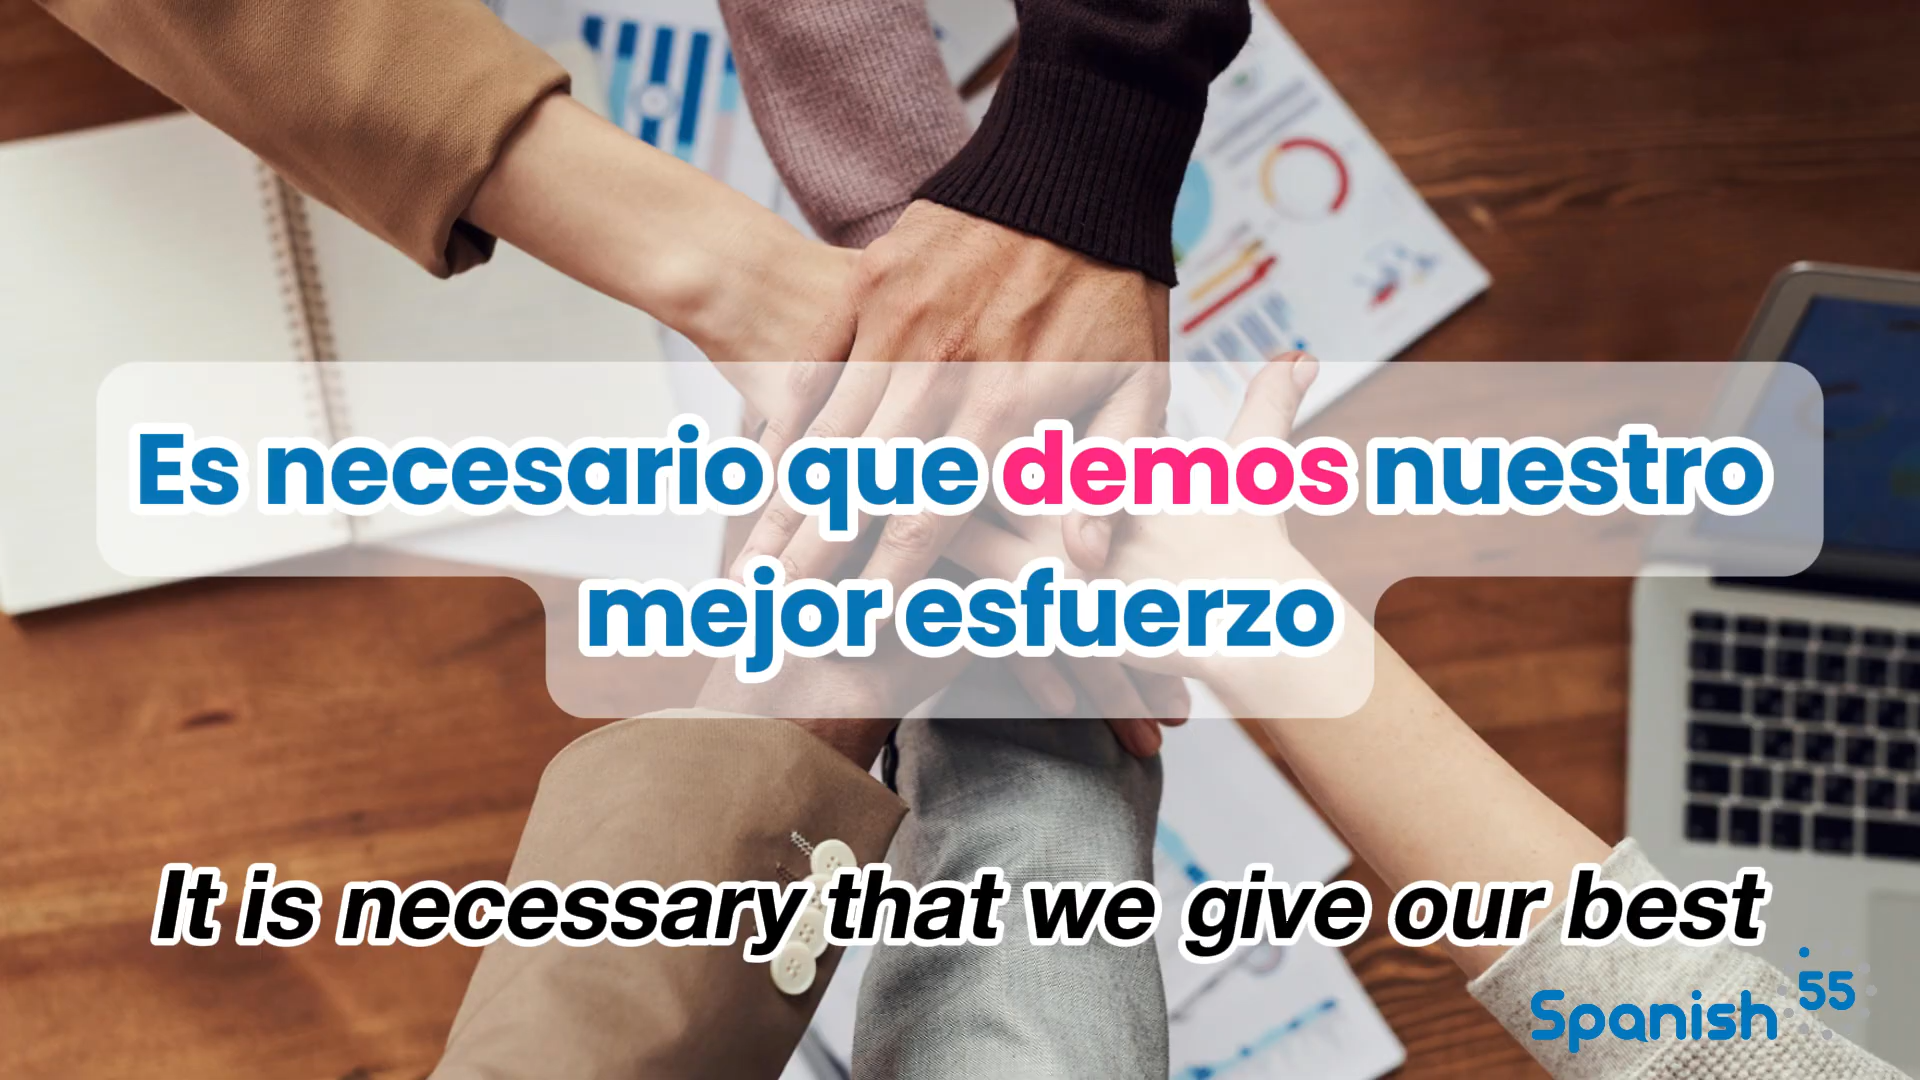 Es necesario que demos nuestro
mejor esfuerzo
It is necessary that we give our best
Spanish 55